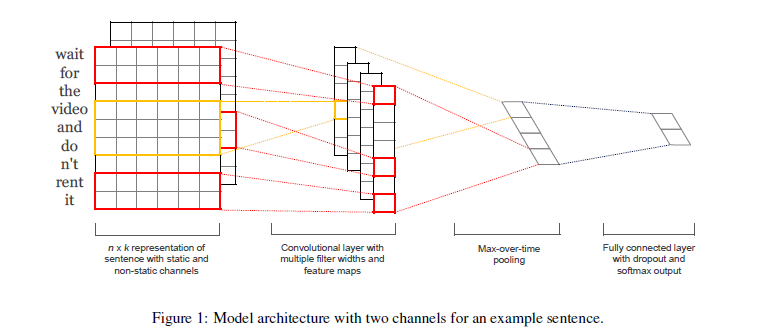 wait
for
the
video
and
do
n't
rent
it
n x k representation of
sentence with static and
non-static channels
Convolutional layer with
multiple filter widths and
feature maps
Max-over-time
pooling
Fully connected layer
with dropout and
softmax output
Figure 1: Model architecture with two channels for an example sentence.